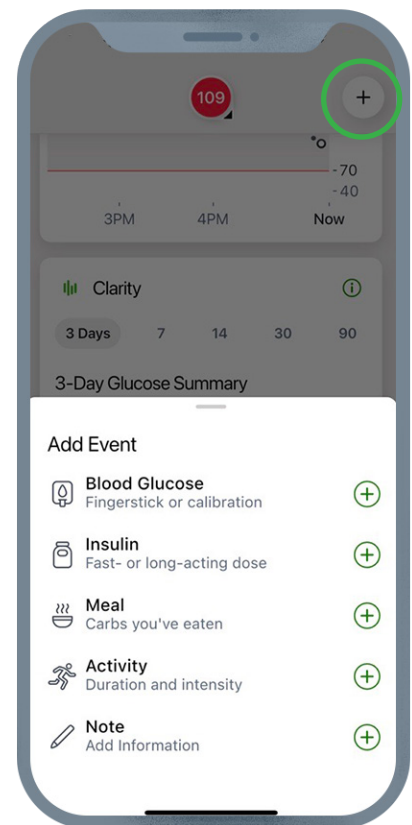 109
+
- 70
- 40
3PM 4PM Now
Clarity
3 Days 7 14 30 90
3-Day Glucose Summary
Add Event
Blood Glucose
Fingerstick or calibration
Insulin
Fast- or long-acting dose
Meal
Carbs you've eaten
Activity
Duration and intensity
Note
Add Information